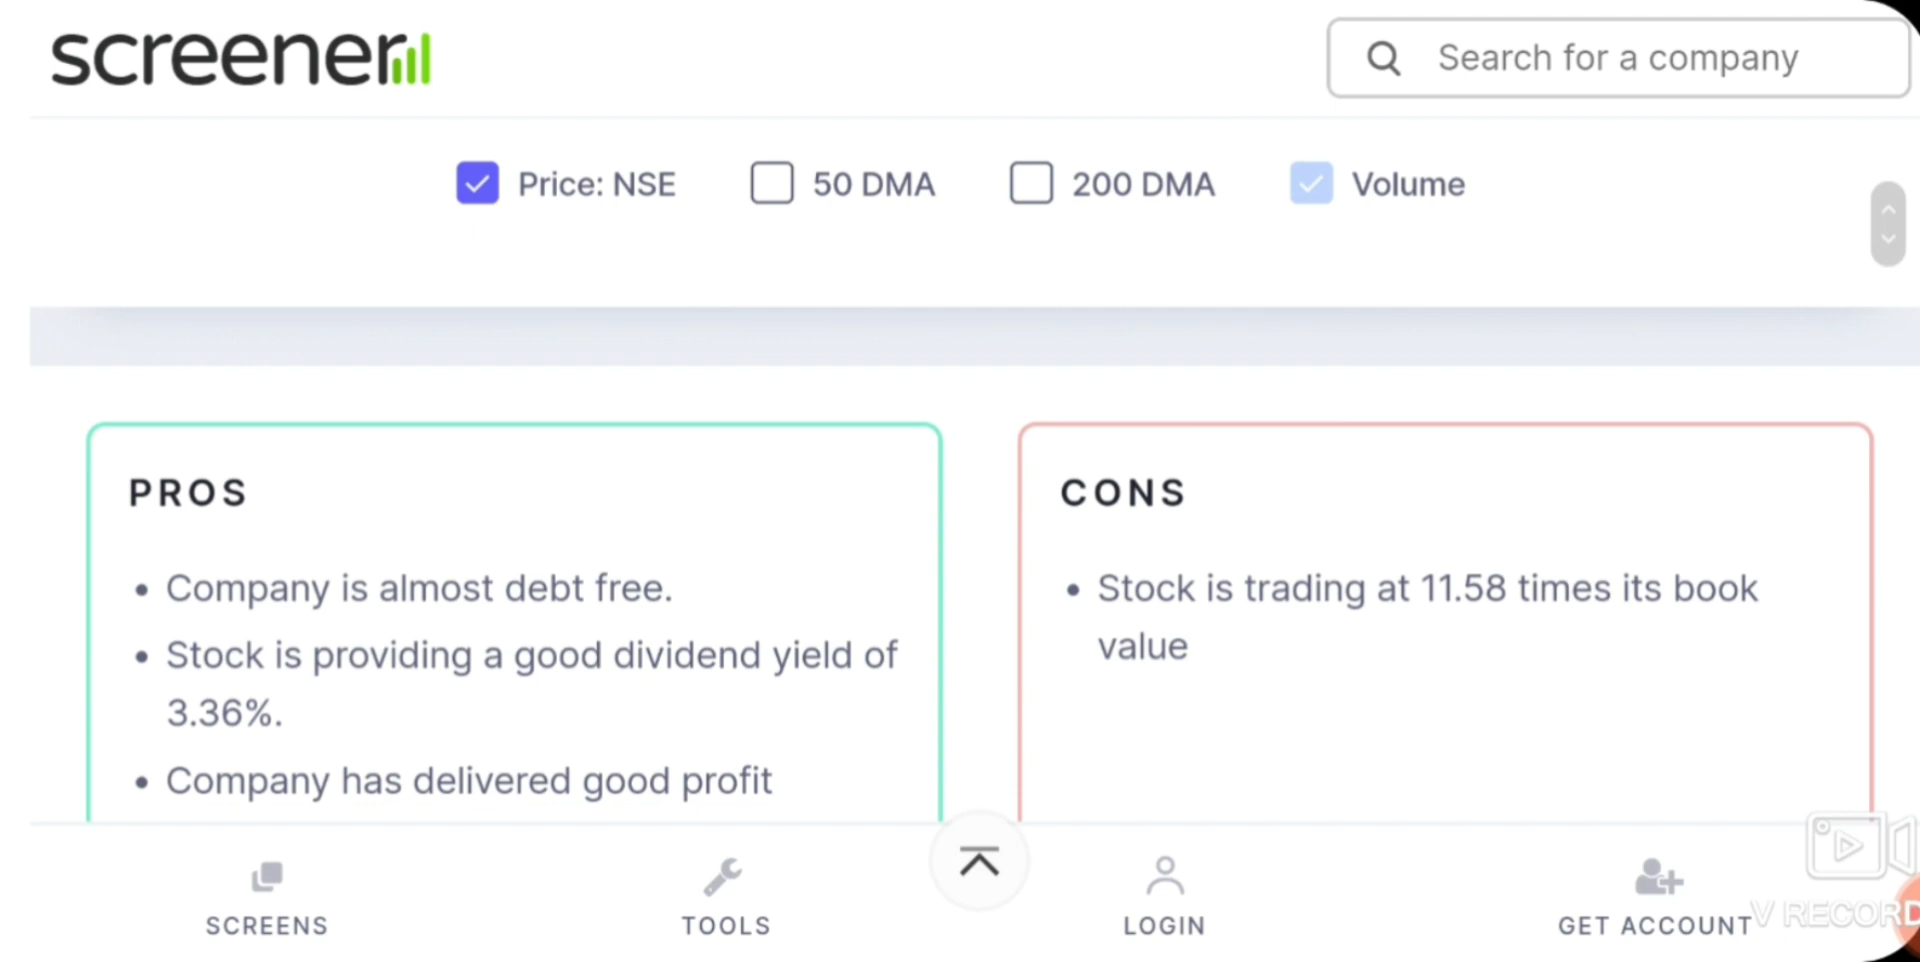 screener
Search for a company
Price: NSE
50 DMA
200 DMA
Volume
PROS
• Company is almost debt free.
• Stock is providing a good dividend yield of
3.36%.
• Company has delivered good profit
CONS
• Stock is trading at 11.58 times its book
value
SCREENS
TOOLS
LOGIN
GET ACCOUNT
V RECORD